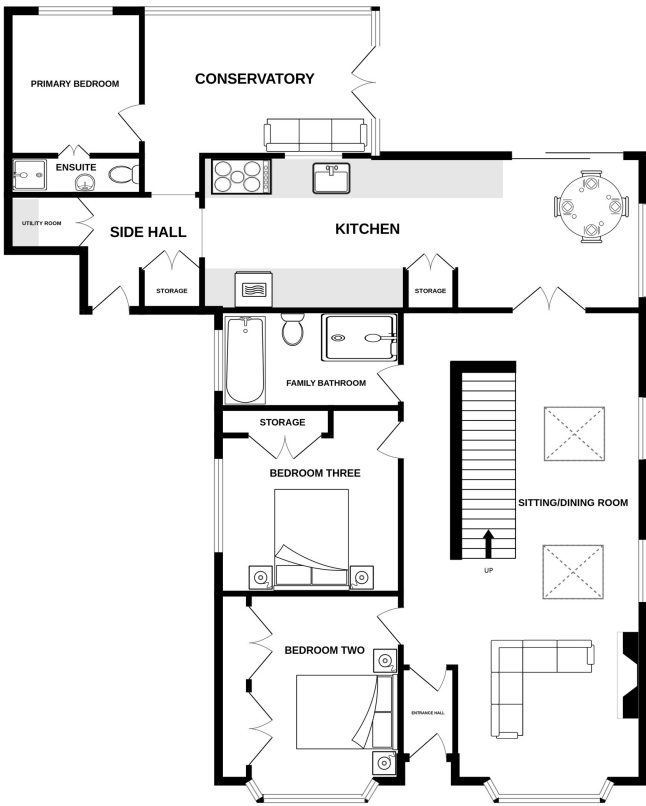 PRIMARY BEDROOM
CONSERVATORY
ENSUITE
UTILITY ROOM
SIDE HALL
KITCHEN
STORAGE
STORAGE
FAMILY BATHROOM
STORAGE
BEDROOM THREE
SITTING/DINING ROOM
UP
BEDROOM TWO
ENTRANCE HALL